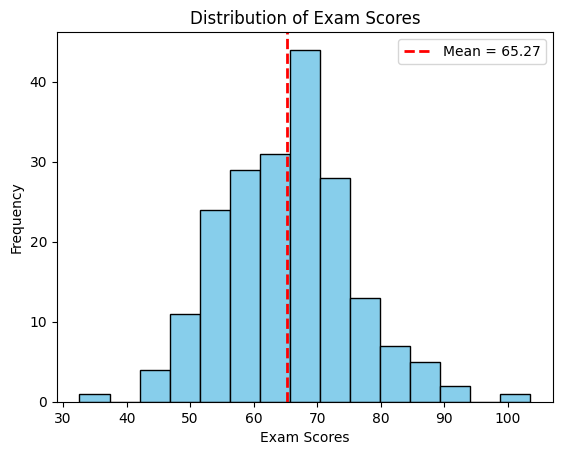 Distribution of Exam Scores
Mean = 65.27
40
30
20
10
0
Frequency
30 40 50 60 70 80 90 100
Exam Scores